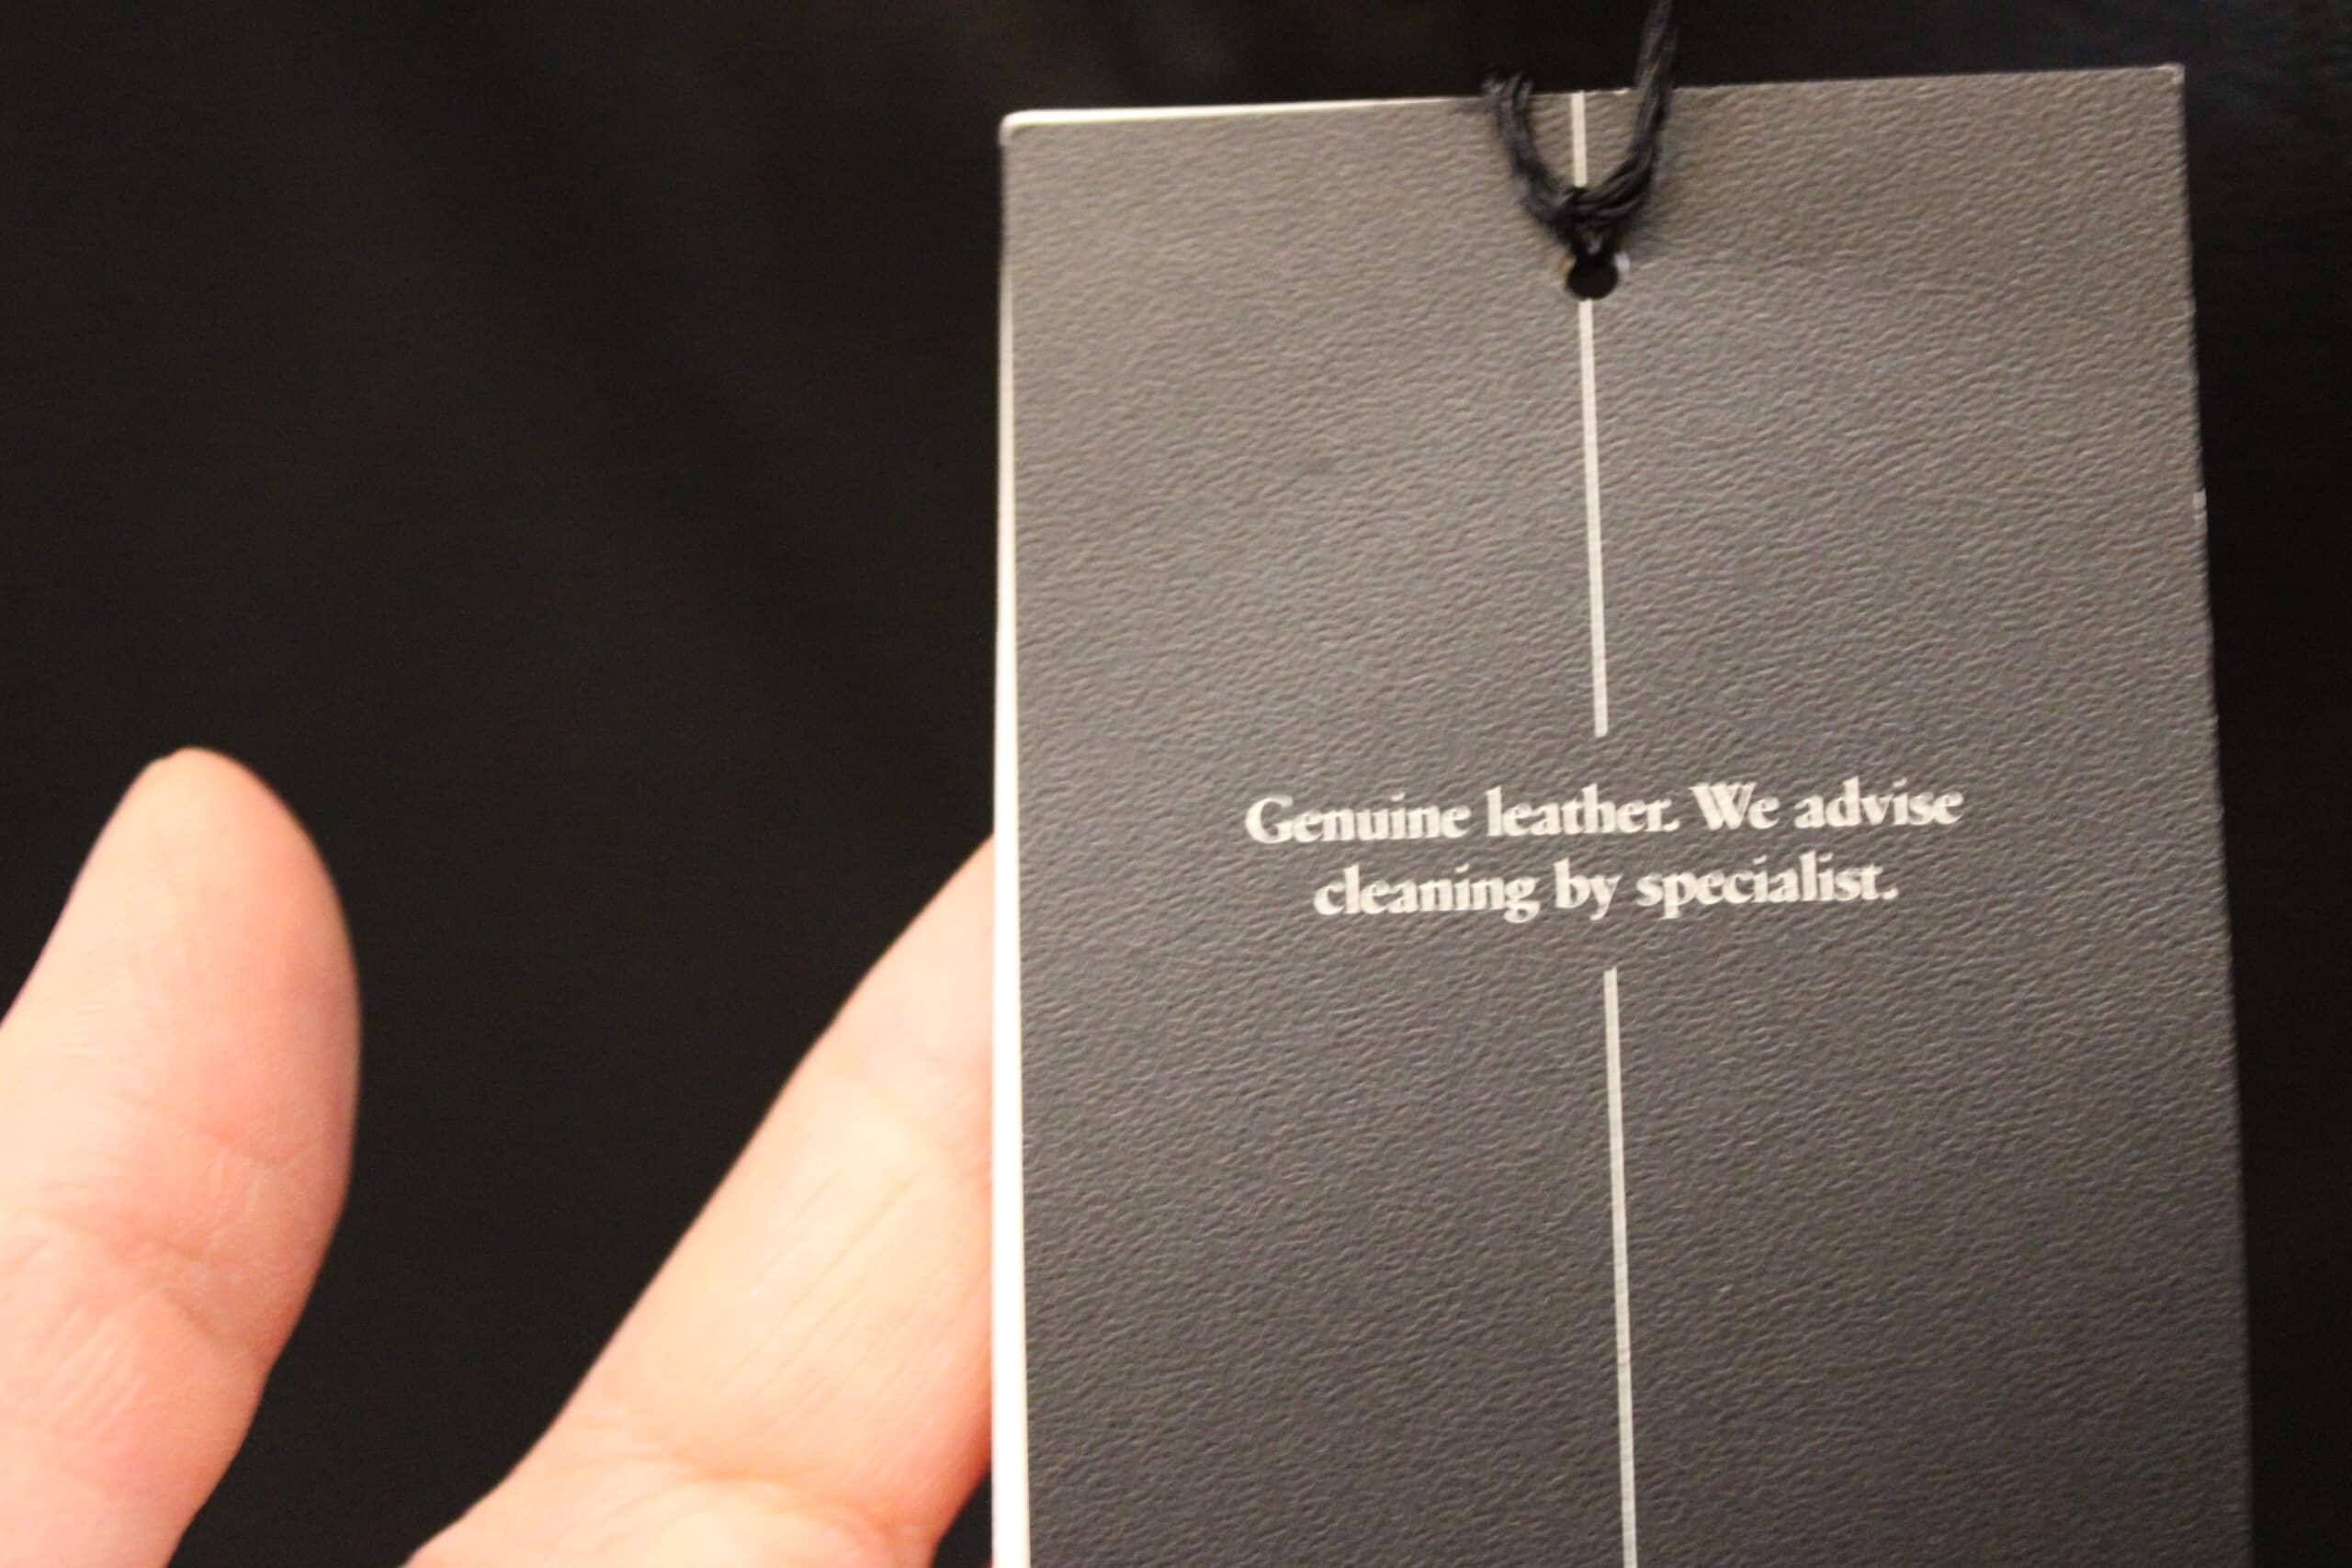 Genuine leather. We advise
cleaning by specialist.